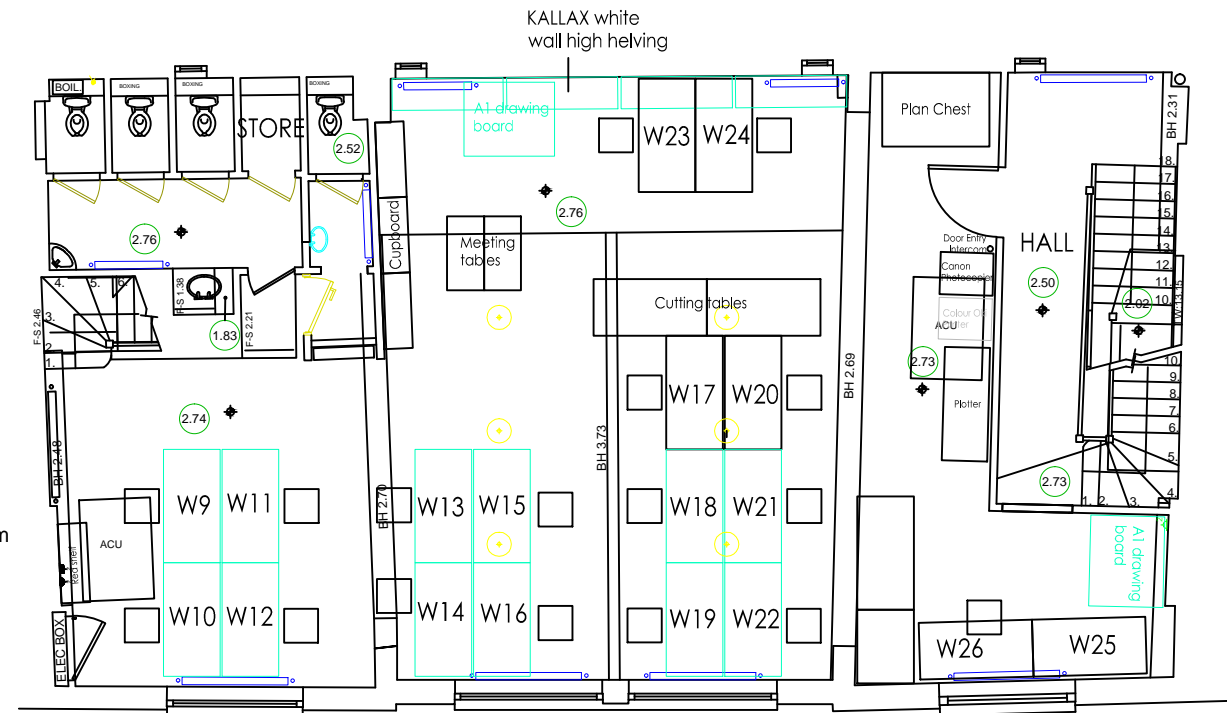 KALLAX white
wall high helving
BOIL.
BOXING
BOXING
BOXING
BOXING
STORE
2.52
A1 drawing
board
W23
W24
Plan Chest
BH 2.31
18.
17.
16.
15.
14.
13.
12.
11.
10.
2.76
2.76
Cupboard
Meeting
tables
Door Entry
Intercom
HALL
Canon
Photocopier
2.50
2.02
W 13.15
4.
5.
6.
3.
2.
1.
F-S 2.46
F-S 1.38
F-S 2.21
1.83
Cutting tables
Colour
ACU
2.73
BH 2.69
W17
W20
Plotter
10.
9.
8.
7.
6.
5.
4.
3.
2.
1.
2.74
BH 2.48
BH 2.70
BH 3.73
2.73
W9
W11
W13
W15
W18
W21
ACU
Red shelf
A1 drawing
board
W10
W12
W14
W16
W19
W22
W26
W25
ELEC BOX